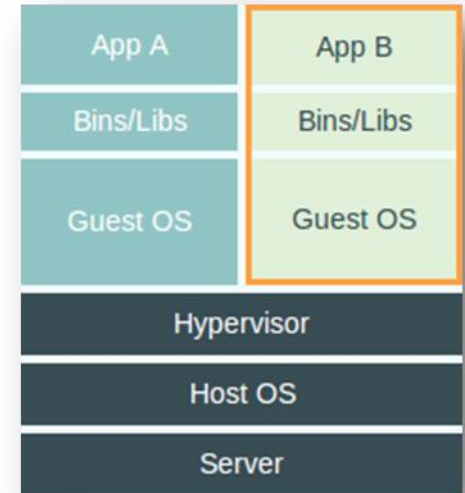 App A
App B
Bins/Libs
Bins/Libs
Guest OS
Guest OS
Hypervisor
Host OS
Server